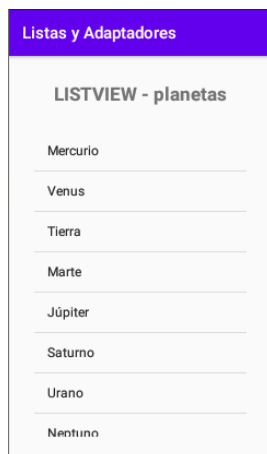 Listas y Adaptadores
LISTVIEW - planetas
Mercurio
Venus
Tierra
Marte
Júpiter
Saturno
Urano
Neptuno